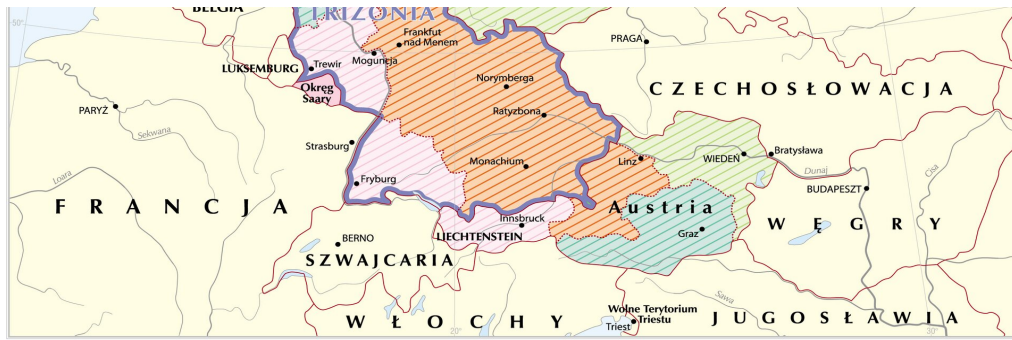 BELGIA
TRIZONIA
50°
Frankfut
nad Menem
PRAGA
Moguncja
Trewir
LUKSEMBURG
Okręg
Saary
Norymberga
CZECHOSŁOWACJA
PARYŻ
Ratyzbona
Sekwana
Strasburg
Linz
WIEDEŃ
Bratysława
Monachium
Dunaj
Cisa
Loara
Fryburg
BUDAPESZT
FRANCJA
Austria
Innsbruck
WĘGRY
LIECHTENSTEIN
Graz
BERNO
SZWAJCARIA
Sawa
Wolne Terytorium
Triestu
WŁOCHY
Triest
JUGOSŁAWIA
20°
30°